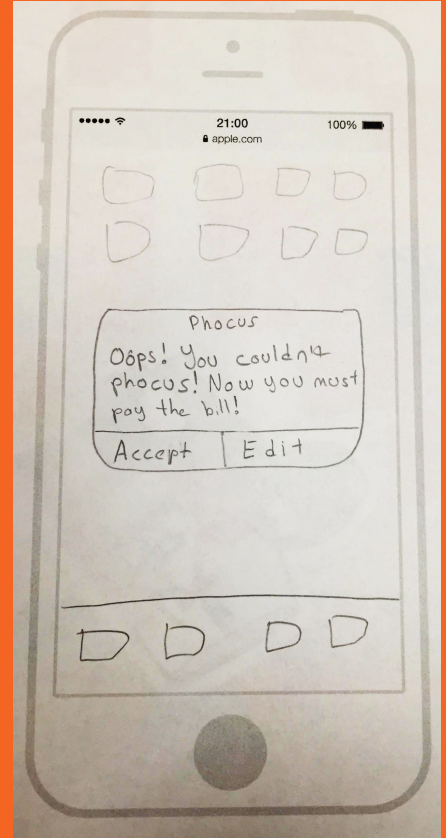 21:00
100%
apple.com
Phocus
Oops! You couldn't
phocus! Now you must
pay the bill!
Accept
Edit